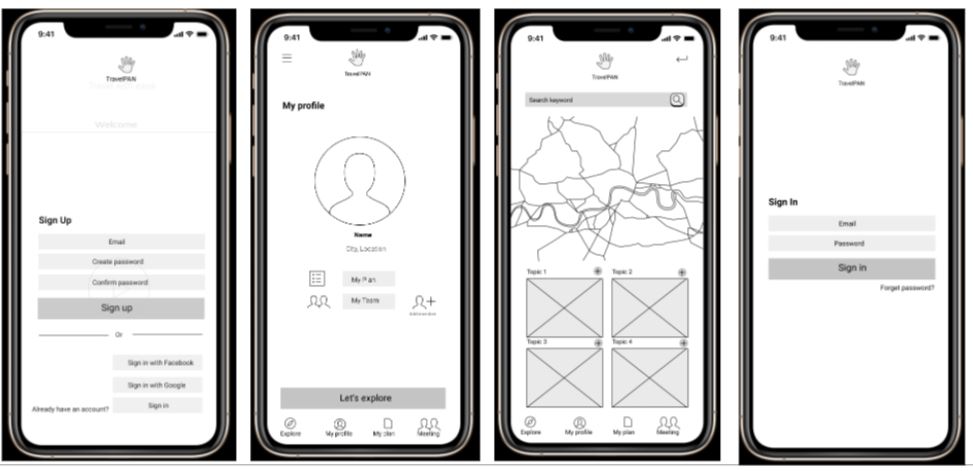 9:41
TravelPAN
Travel with ease
Welcome
Sign Up
Email
Create password
Confirm password
Sign up
Or
Sign in with Facebook
Sign in with Google
Already have an account?
Sign in
9:41
TravelPAN
My profile
Name
City, Location
My Plan
My Team
Let's explore
Explore
My profile
My plan
Meeting
9:41
TravelPAN
Search keyword
Topic 1
Topic 2
Topic 3
Topic 4
Explore
My profile
My plan
Meeting
9:41
TravelPAN
Sign In
Email
Password
Sign in
Forget password?